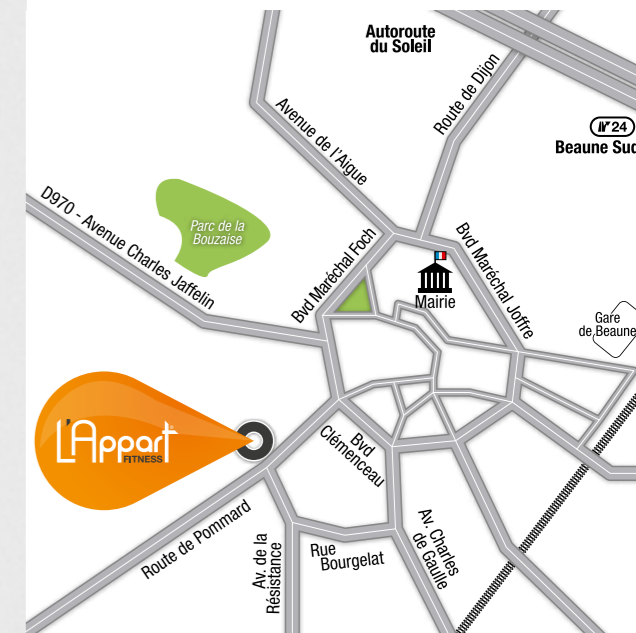 Autoroute
du Soleil
Route de Dijon
Avenue de l'Aigue
24
Beaune Sud
D970 - Avenue Charles Jaffelin
Parc de la
Bouzaise
Bvd Maréchal Foch
Bvd Maréchal Joffre
Mairie
Gare
de Beaune
L'Appart
FITNESS
Bvd
Clémenceau
Route de Pommard
Av. de la
Résistance
Rue
Bourgelat
Av. Charles
de Gaulle